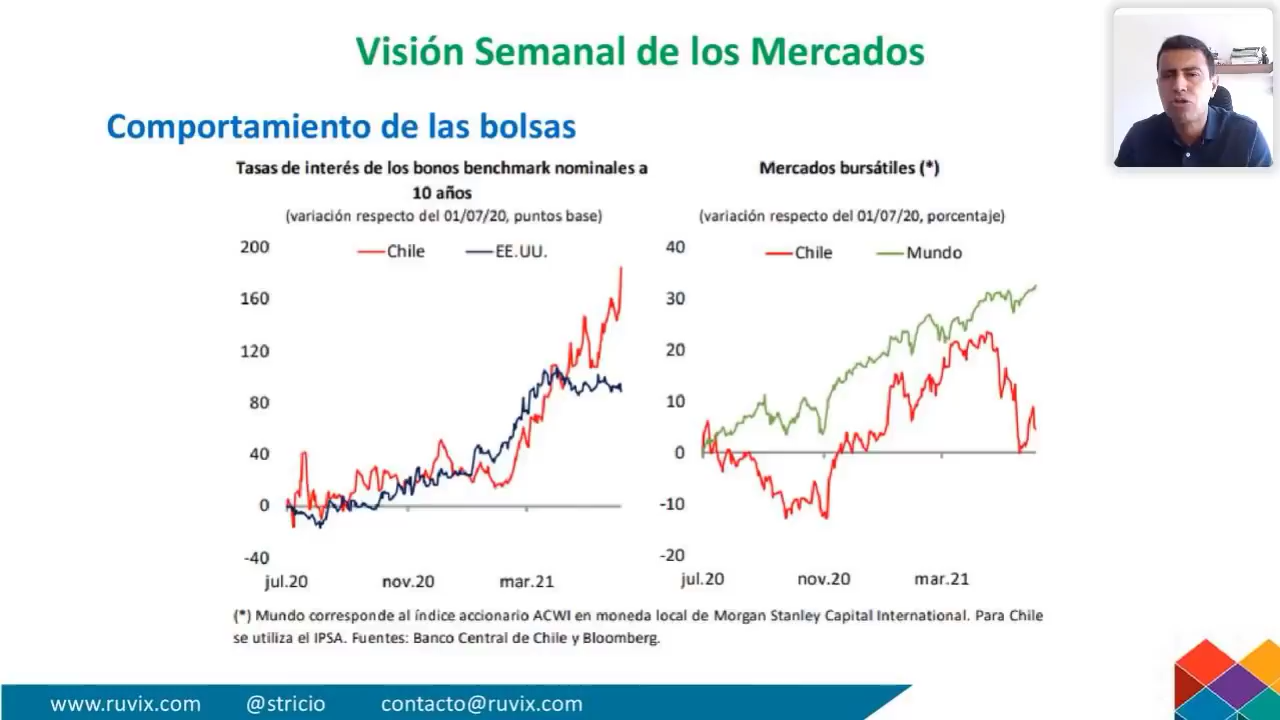 Visión Semanal de los Mercados
Comportamiento de las bolsas
Tasas de interés de los bonos benchmark nominales a
10 años
(variación respecto del 01/07/20, puntos base)
Chile
EE.UU.
200
160
120
80
40
0
-40
jul.20
nov.20
mar.21
Mercados bursátiles (*)
(variación respecto del 01/07/20, porcentaje)
Chile
Mundo
40
30
20
10
0
-10
-20
jul.20
nov.20
mar.21
(*) Mundo corresponde al índice accionario ACWI en moneda local de Morgan Stanley Capital International. Para Chile
se utiliza el IPSA. Fuentes: Banco Central de Chile y Bloomberg.
www.ruvix.com @stricio contacto@ruvix.com